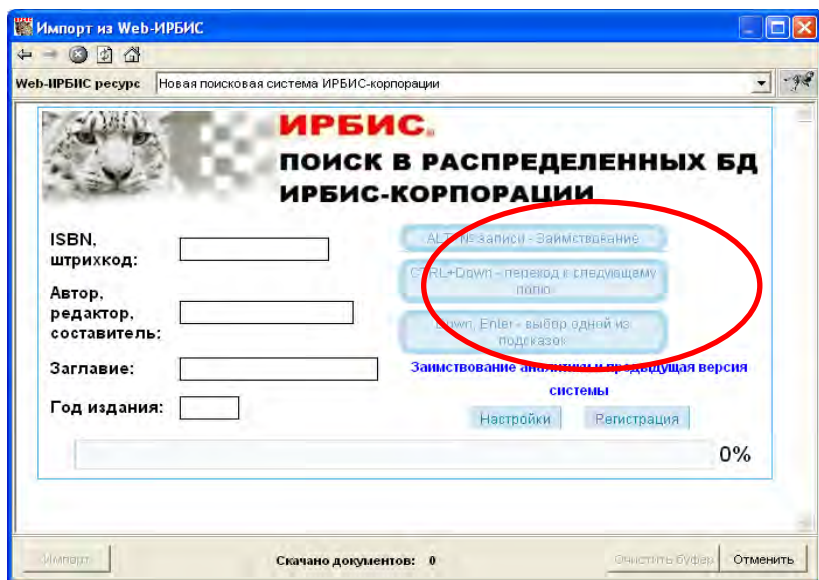 Импорт из Web-ИРБИС
Web-ИРБИС ресурс Новая поисковая система ИРБИС-корпорации
ИРБИС.
ПОИСК В РАСПРЕДЕЛЕННЫХ БД
ИРБИС-КОРПОРАЦИИ
ISBN,
штрихкод:
ALT+№ записи - Заимствование
CTRL+Down - переход к следующему
полю
Автор,
редактор,
составитель:
Down, Enter - выбор одной из
подсказок
Заглавие:
Заимствование аналитики и предыдущая версия
системы
Год издания:
Настройки Регистрация
0%
Импорт Скачано документов: 0 Очистить буфер Отменить